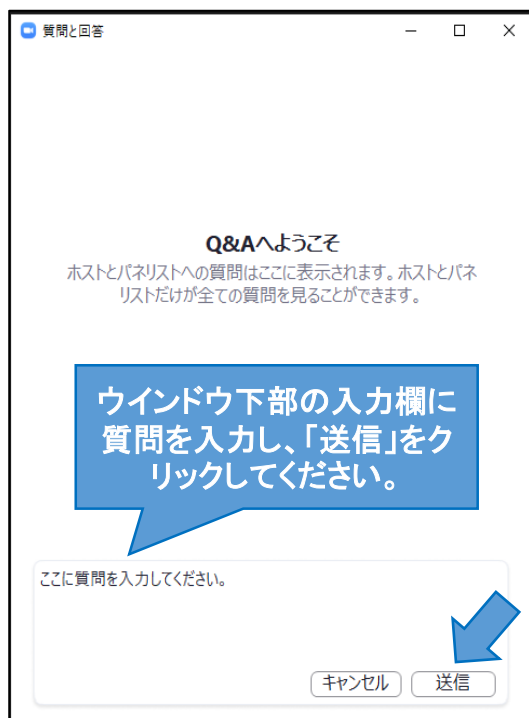 質問と回答
Q&Aへようこそ
ホストとパネリストへの質問はここに表示されます。ホストとパネ
リストだけが全ての質問を見ることができます。
ウインドウ下部の入力欄に
質問を入力し、「送信」をク
リックしてください。
ここに質問を入力してください。
キャンセル 送信